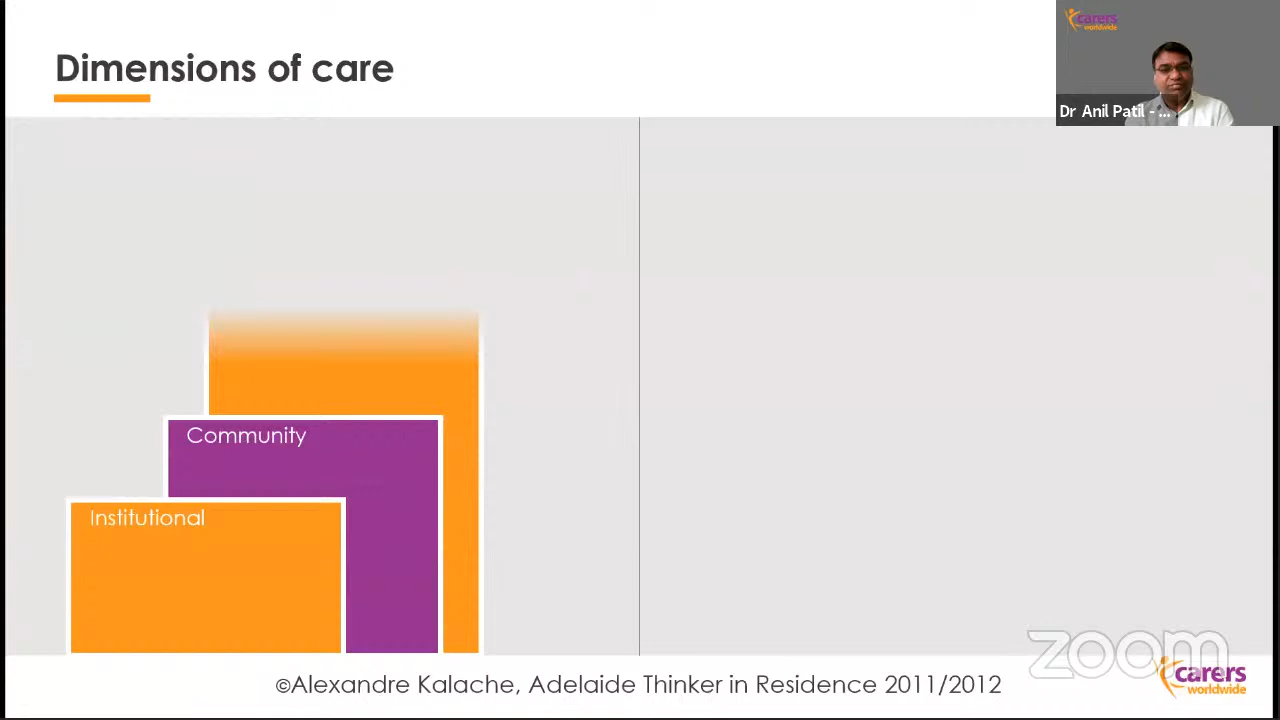 Dimensions of care
carers
worldwide
Dr Anil Patil - ...
Community
Institutional
©Alexandre Kalache, Adelaide Thinker in Residence 2011/2012
zoom
carers
worldwide